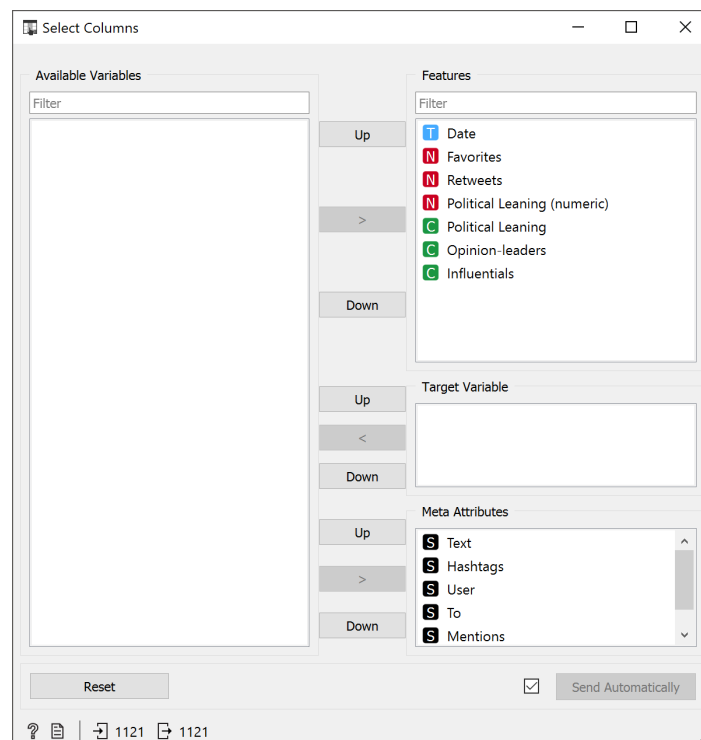 Select Columns
Available Variables
Filter
Up
>
Down
Up
<
Down
Up
>
Down
Features
Filter
T Date
N Favorites
N Retweets
N Political Leaning (numeric)
C Political Leaning
C Opinion-leaders
C Influentials
Target Variable
Meta Attributes
S Text
S Hashtags
S User
S To
S Mentions
Reset
Send Automatically
? 1121 1121